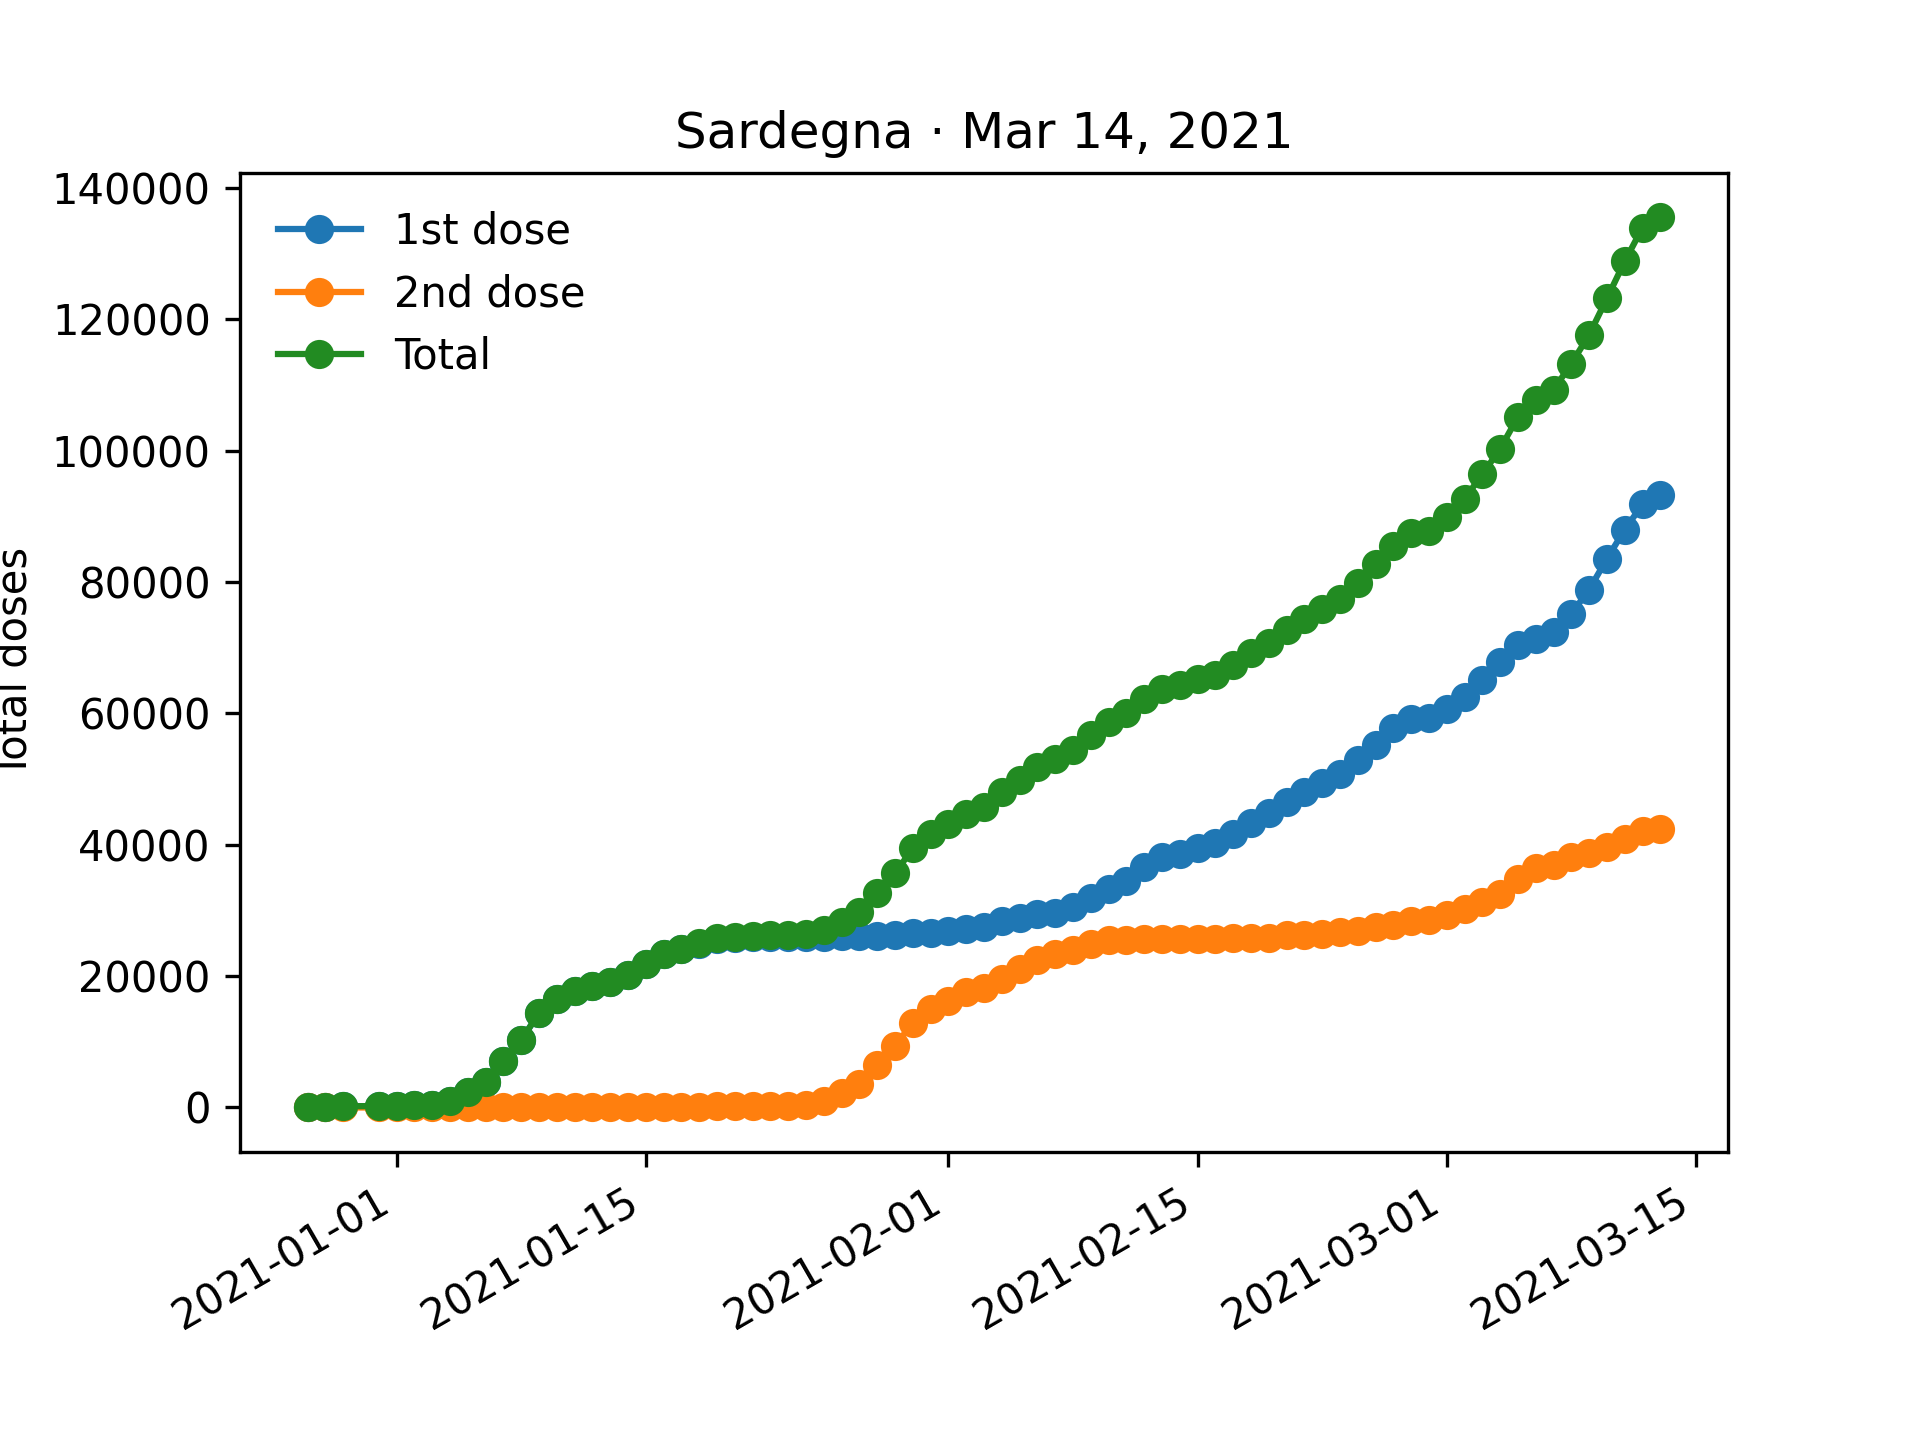 Sardegna · Mar 14, 2021
140000
120000
100000
80000
60000
40000
20000
0
Total doses
1st dose
2nd dose
Total
2021-01-01
2021-01-15
2021-02-01
2021-02-15
2021-03-01
2021-03-15